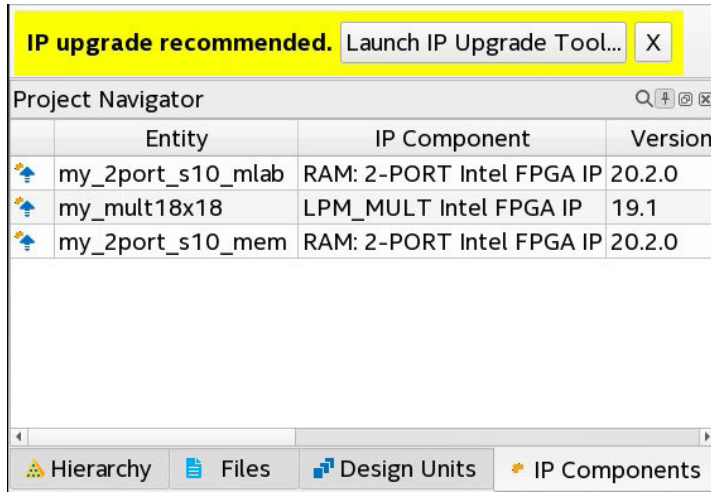 IP upgrade recommended. Launch IP Upgrade Tool... X
Project Navigator
Entity IP Component Version
my_2port_s10_mlab RAM: 2-PORT Intel FPGA IP 20.2.0
my_mult18x18 LPM_MULT Intel FPGA IP 19.1
my_2port_s10_mem RAM: 2-PORT Intel FPGA IP 20.2.0
Hierarchy Files Design Units IP Components